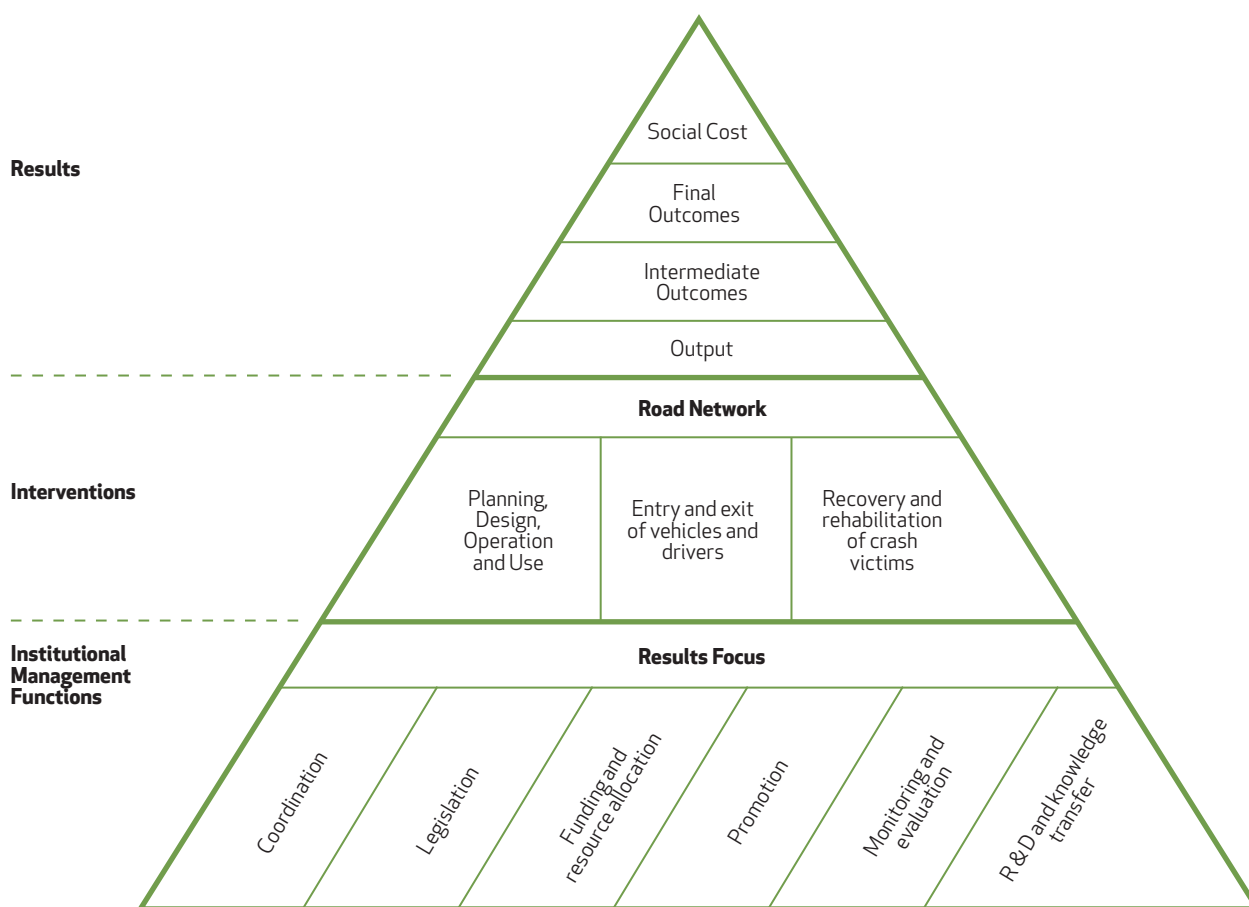 Social Cost
Results
Final
Outcomes
Intermediate
Outcomes
Output
Road Network
Interventions
Planning,
Design,
Operation
and Use
Entry and exit
of vehicles and
drivers
Recovery and
rehabilitation
of crash
victims
Institutional
Management
Functions
Results Focus
Coordination
Legislation
Funding and
resource allocation
Promotion
Monitoring and
evaluation
R & D and knowledge
transfer